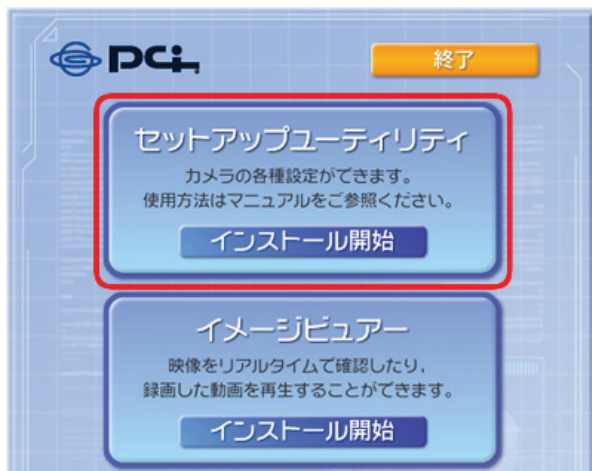 PCi
終了
セットアップユーティリティ
カメラの各種設定ができます。
使用方法はマニュアルをご参照ください。
インストール開始
イメージビュアー
映像をリアルタイムで確認したり、
録画した動画を再生することができます。
インストール開始